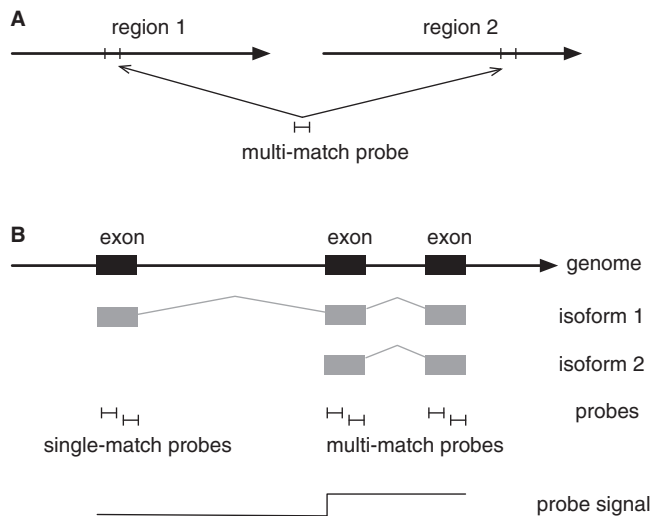 A
region 1 region 2
multi-match probe
B
exon exon exon
genome
isoform 1
isoform 2
probes
single-match probes multi-match probes
probe signal